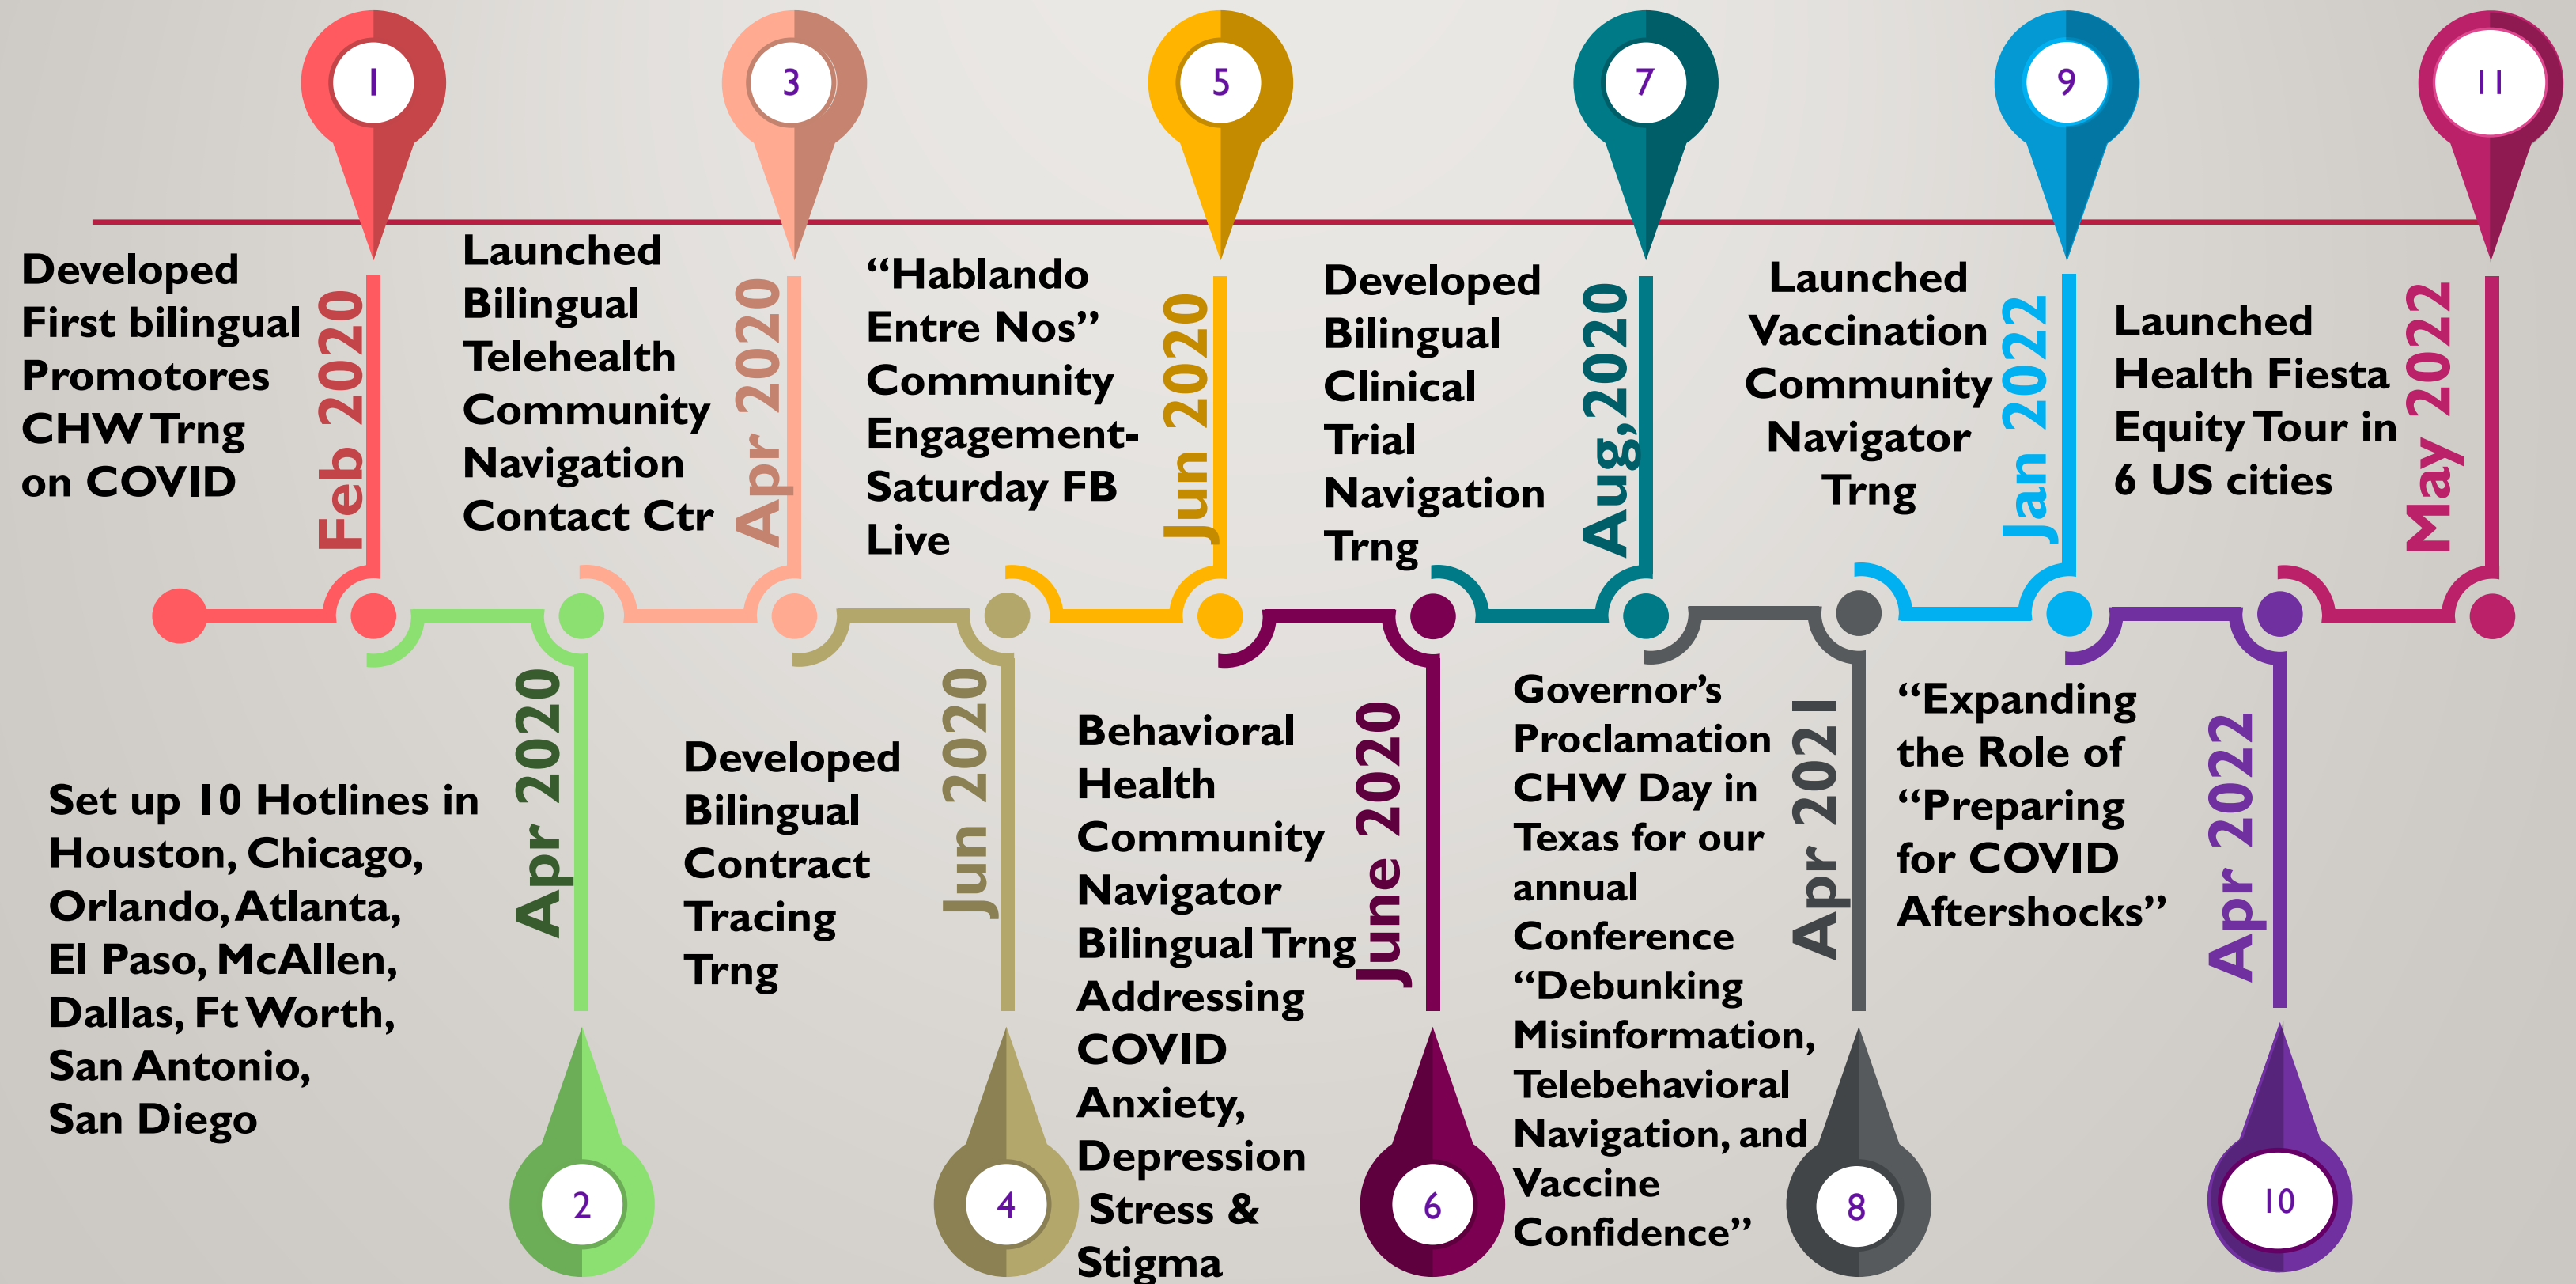 1
Developed
First bilingual
Promotores
CHW Trng
on COVID
Feb 2020
2
Set up 10 Hotlines in
Houston, Chicago,
Orlando, Atlanta,
El Paso, McAllen,
Dallas, Ft Worth,
San Antonio,
San Diego
Apr 2020
3
Launched
Bilingual
Telehealth
Community
Navigation
Contact Ctr
Apr 2020
4
Developed
Bilingual
Contract
Tracing
Trng
Jun 2020
5
“Hablando
Entre Nos”
Community
Engagement-
Saturday FB
Live
Jun 2020
6
Behavioral
Health
Community
Navigator
Bilingual Trng
Addressing
COVID
Anxiety,
Depression
Stress &
Stigma
June 2020
7
Developed
Bilingual
Clinical
Trial
Navigation
Trng
Aug,2020
8
Governor’s
Proclamation
CHW Day in
Texas for our
annual
Conference
“Debunking
Misinformation,
Telebehavioral
Navigation, and
Vaccine
Confidence”
Apr 2021
9
Launched
Vaccination
Community
Navigator
Trng
Jan 2022
10
“Expanding
the Role of
“Preparing
for COVID
Aftershocks”
Apr 2022
11
Launched
Health Fiesta
Equity Tour in
6 US cities
May 2022